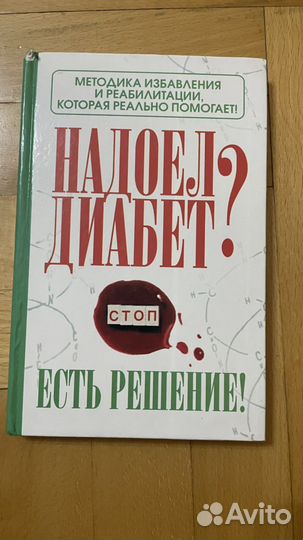 МЕТОДИКА ИЗБАВЛЕНИЯ
И РЕАБИЛИТАЦИИ,
КОТОРАЯ РЕАЛЬНО ПОМОГАЕТ!
НАДОЕЛ
ДИАБЕТ?
СТОП
ЕСТЬ РЕШЕНИЕ!
Avito